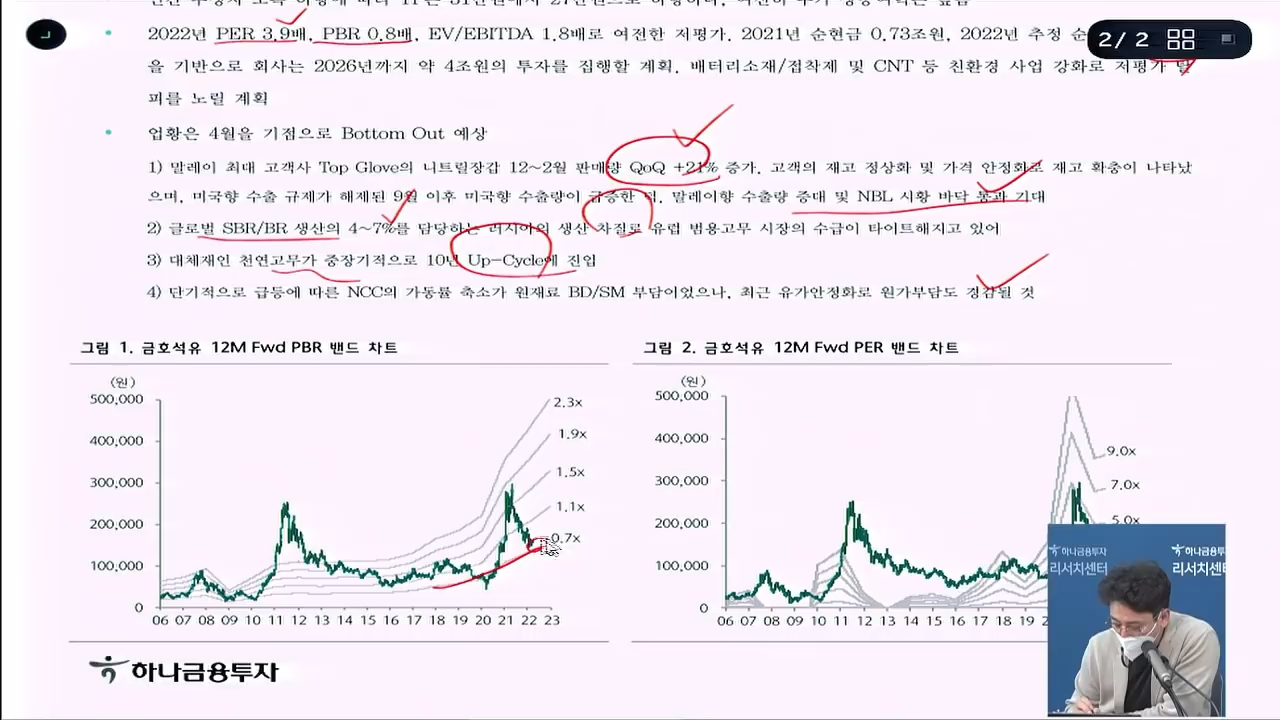 2/2
2022년 PER 3.9배, PBR 0.8배, EV/EBITDA 1.8배로 여전한 저평가. 2021년 순현금 0.73조원, 2022년 추정
을 기반으로 회사는 2026년까지 약 4조원의 투자를 집행할 계획. 배터리소재/접착제 및 CNT 등 친환경 사업 강화로 저평가 탈
피를 노릴 계획
업황은 4월을 기점으로 Bottom Out 예상
1) 말레이 최대 고객사 Top Glove의 니트릴장갑 12~2월 판매량 QoQ +21% 증가. 고객의 재고 정상화 및 가격 안정화로 재고 확충이 나타났
으며, 미국향 수출 규제가 해제된 9월 이후 미국향 수출량이 급증한 덕. 말레이향 수출량 증대 및 NBL 시황 바닥 통과 기대
2) 글로벌 SBR/BR 생산의 4~7%를 담당하는 러시아의 생산 차질로 유럽 범용고무 시장의 수급이 타이트해지고 있어
3) 대체재인 천연고무가 중장기적으로 10년 Up-Cycle에 진입
4) 단기적으로 급등에 따른 NCC의 가동률 축소가 원재료 BD/SM 부담이었으나, 최근 유가안정화로 원가부담도 경감될 것
그림 1. 금호석유 12M Fwd PBR 밴드 차트
(원)
500,000
400,000
300,000
200,000
100,000
0
2.3x
1.9x
1.5x
1.1x
0.7x
06 07 08 09 10 11 12 13 14 15 16 17 18 19 20 21 22 23
그림 2. 금호석유 12M Fwd PER 밴드 차트
(원)
500,000
400,000
300,000
200,000
100,000
0
9.0x
7.0x
5.0x
06 07 08 09 10 11 12 13 14 15 16 17 18 19
하나금융투자
하나금융투자 하나금융투
리서치센터 리서치센터